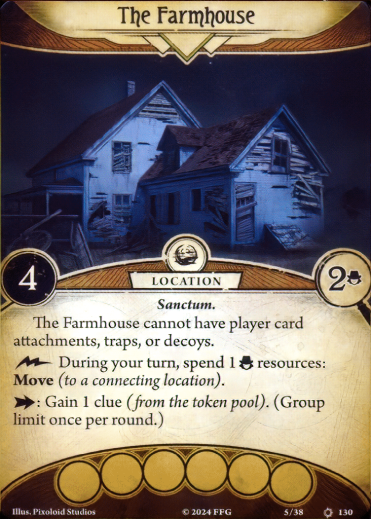 The Farmhouse
4
LOCATION
2
Sanctum.
The Farmhouse cannot have player card
attachments, traps, or decoys.
During your turn, spend 1 resources:
Move (to a connecting location).
: Gain 1 clue (from the token pool). (Group
limit once per round.)
Illus. Pixoloid Studios © 2024 FFG 5/38 130